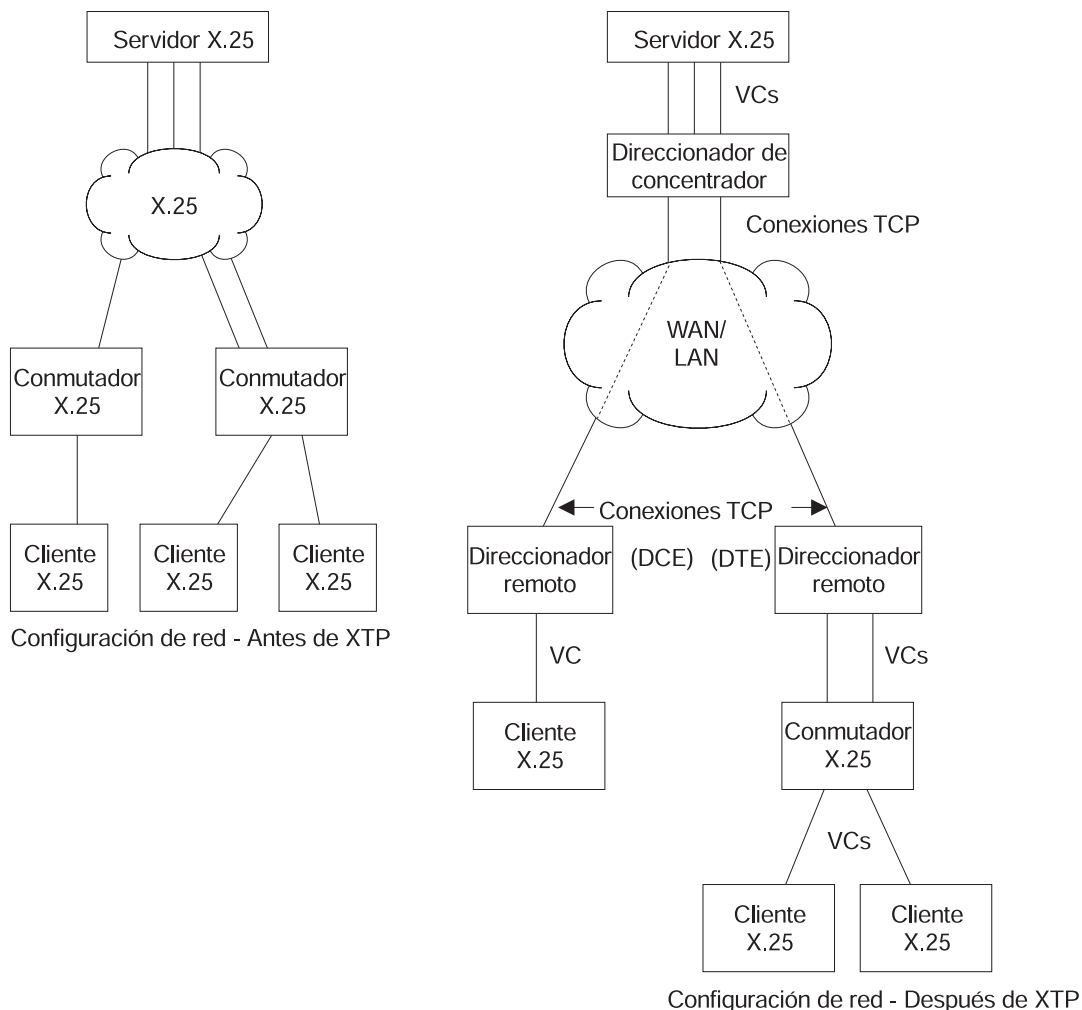 Servidor X.25
X.25
Conmutador
X.25
Conmutador
X.25
Cliente
X.25
Cliente
X.25
Cliente
X.25
Configuración de red - Antes de XTP
Servidor X.25
VCs
Direccionador de
concentrador
Conexiones TCP
WAN/
LAN
Conexiones TCP
Direccionador
remoto
(DCE)
(DTE)
Direccionador
remoto
VC
VCs
Cliente
X.25
Conmutador
X.25
VCs
Cliente
X.25
Cliente
X.25
Configuración de red - Después de XTP